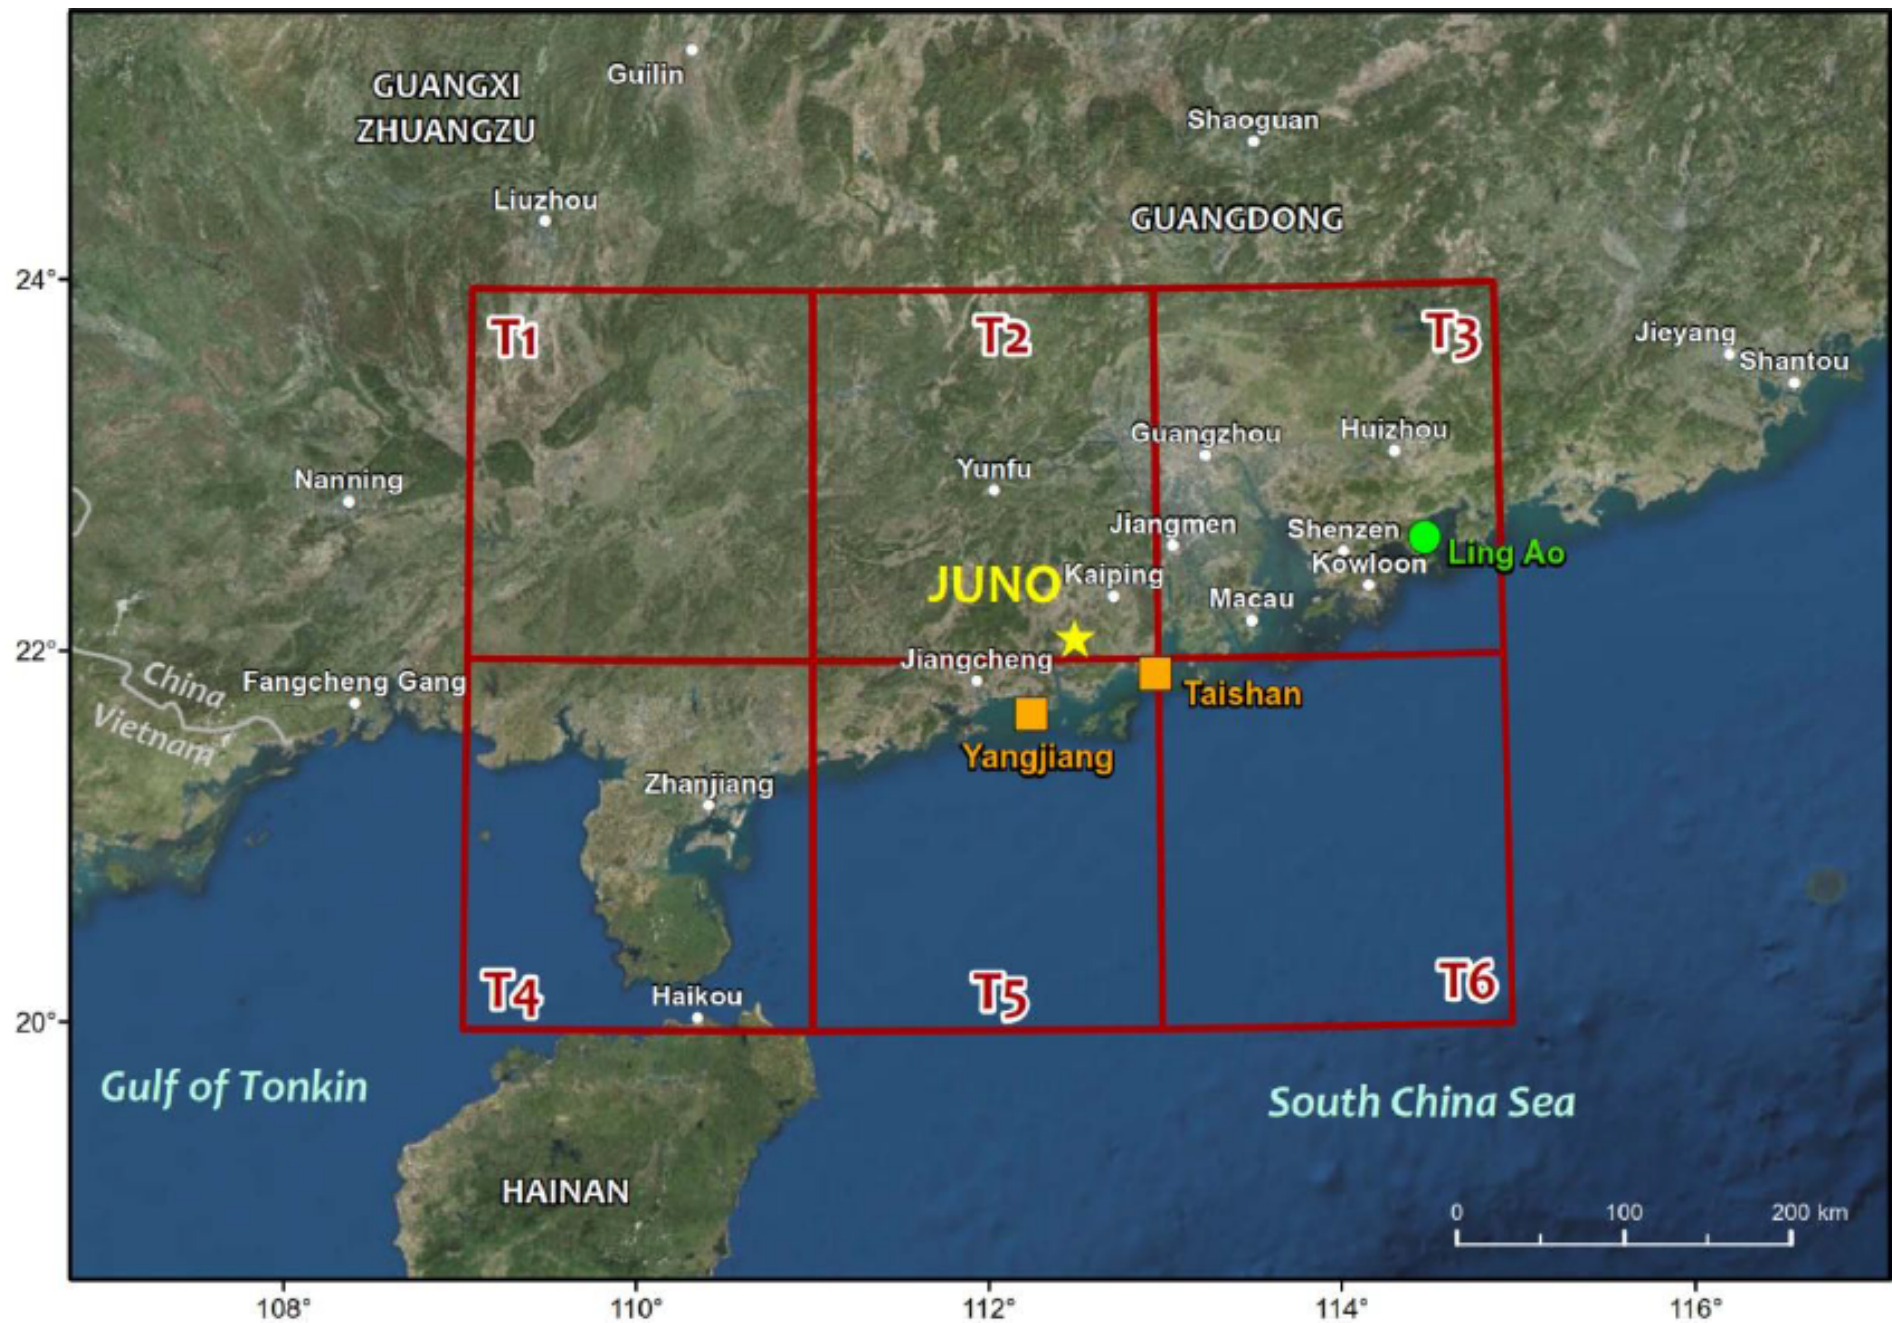 Guilin
GUANGXI
ZHUANGZU
Shaoguan
Liuzhou
GUANGDONG
24°
T1
T2
T3
Jieyang
Shantou
Guangzhou
Huizhou
Yunfu
Nanning
Jiangmen
Shenzen
Ling Ao
Kowloon
JUNO
Kaiping
Macau
22°
Jiangcheng
China
Fangcheng Gang
Taishan
Vietnam
Yangjiang
Zhanjiang
T4
Haikou
T5
T6
20°
Gulf of Tonkin
South China Sea
HAINAN
0 100 200 km
108° 110° 112° 114° 116°